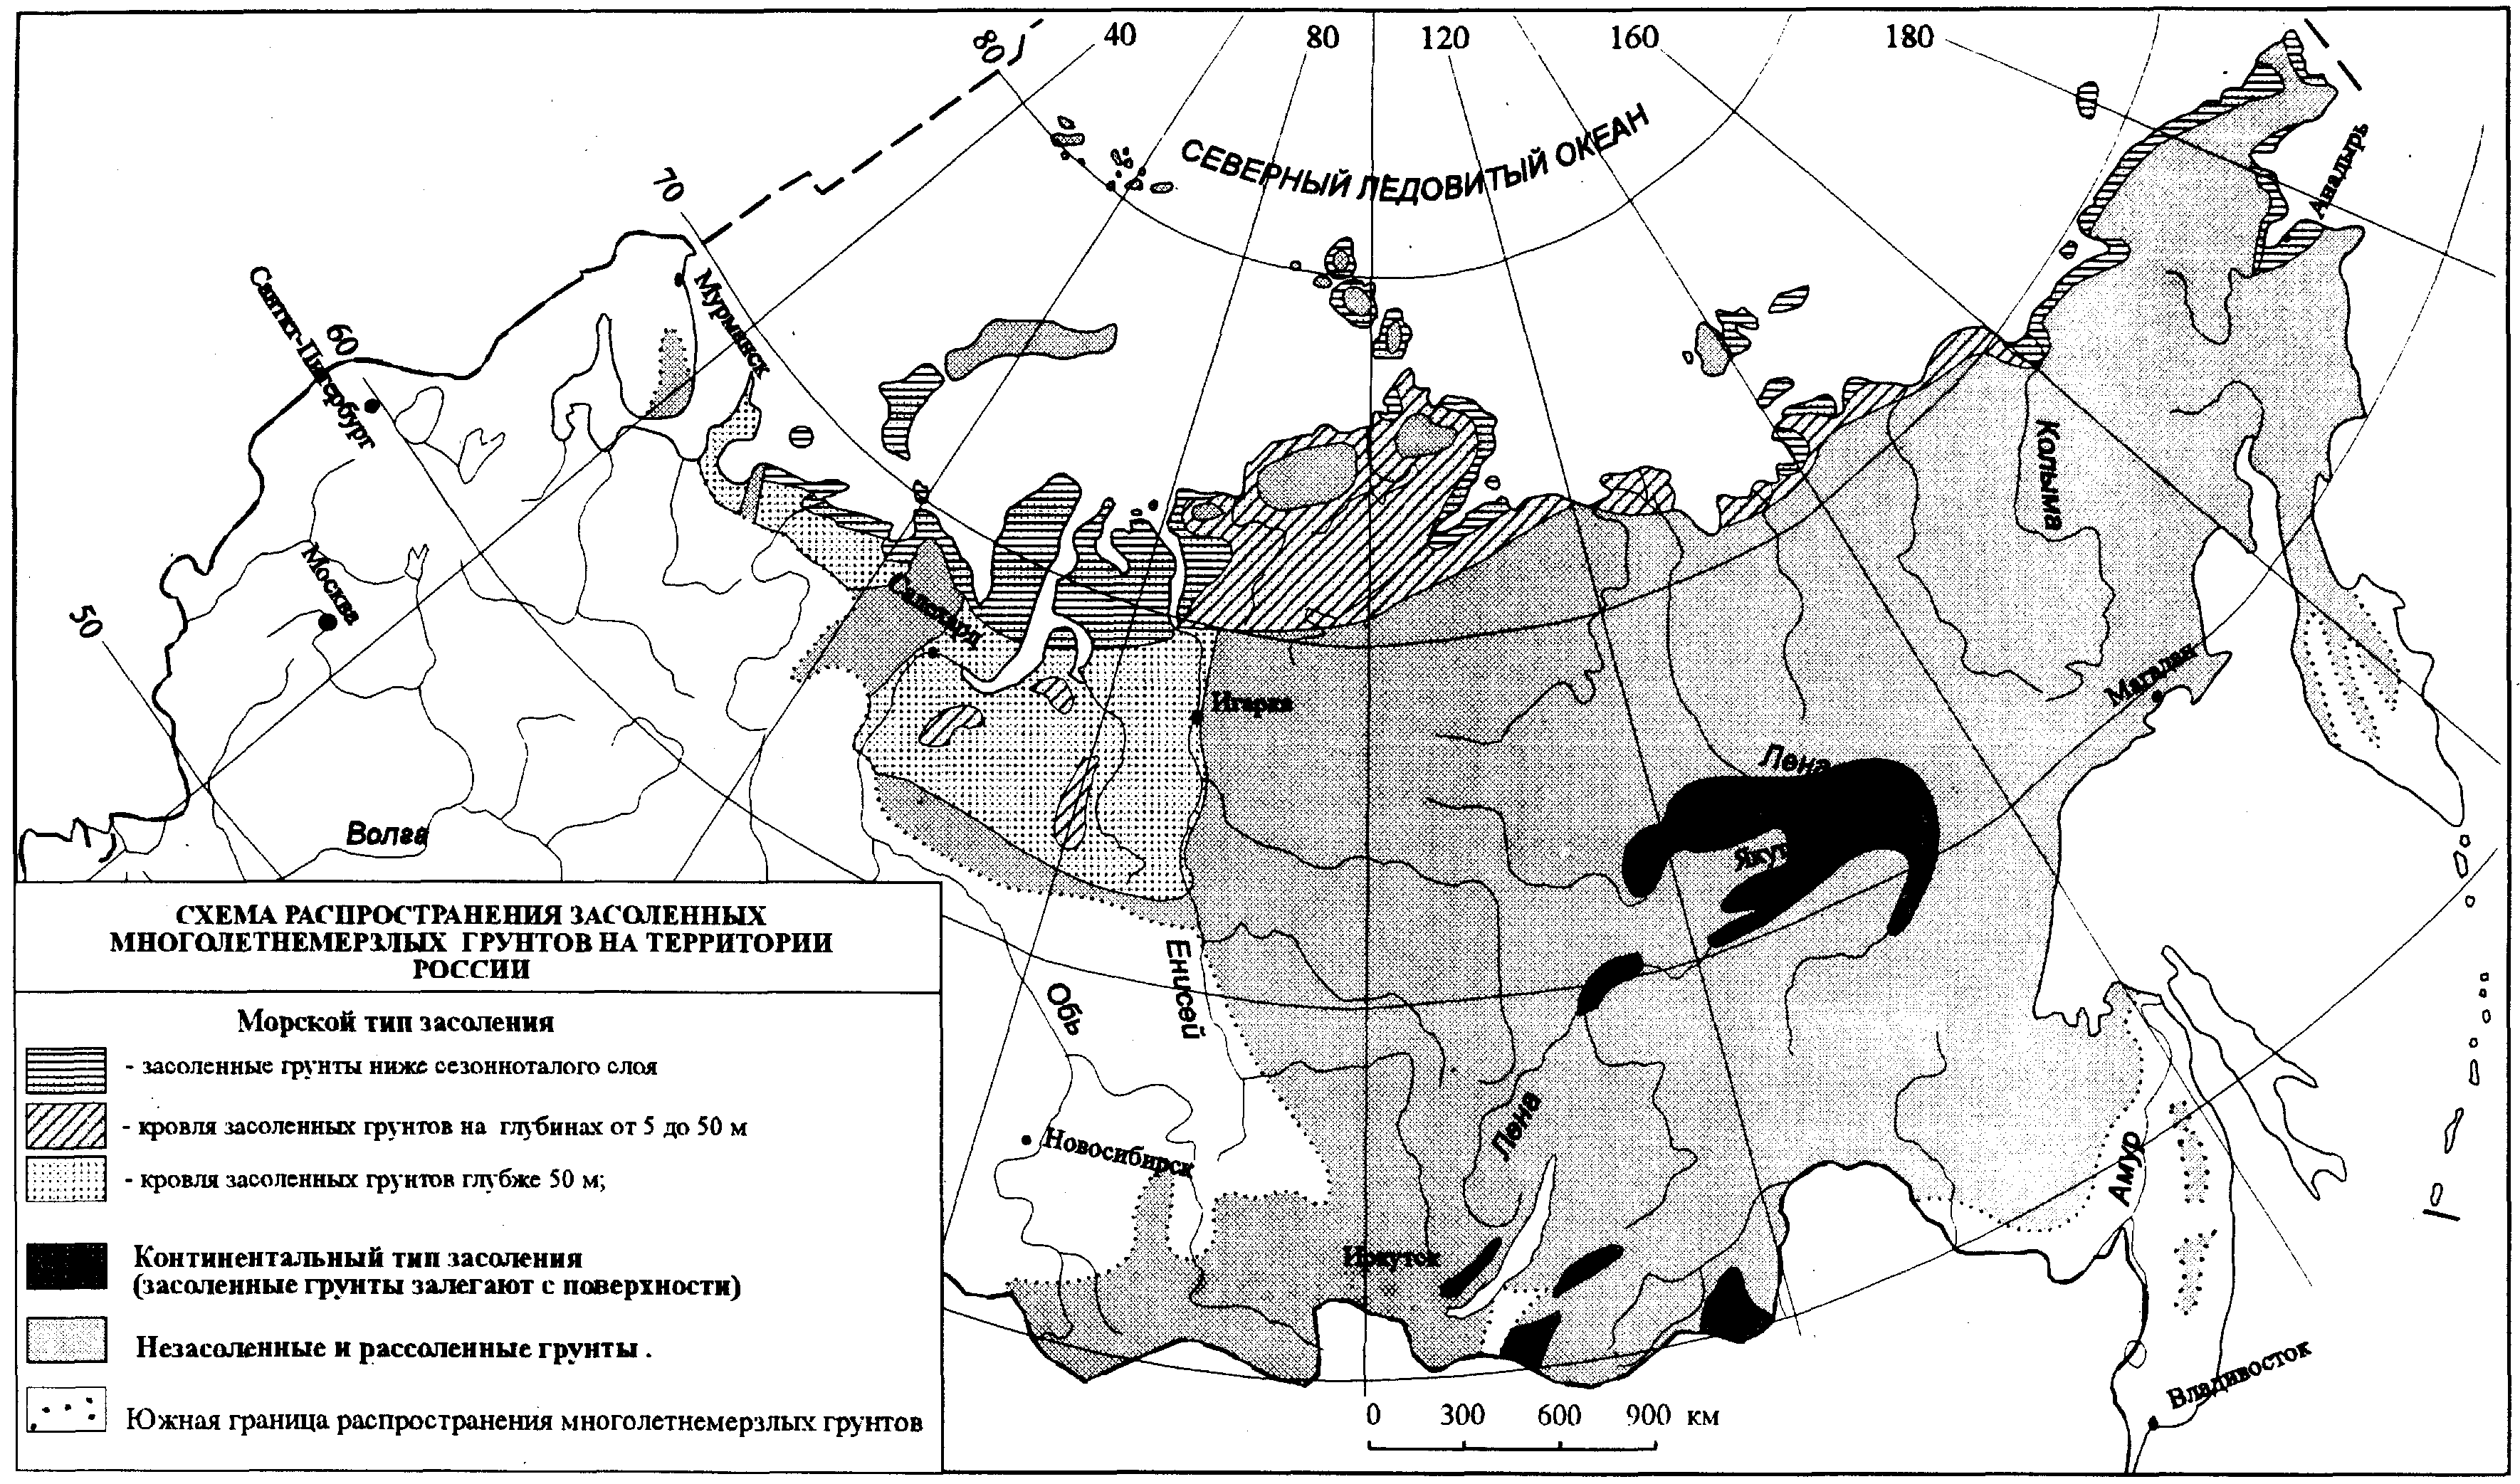 40
80
120
160
180
80
70
60
50
СЕВЕРНЫЙ ЛЕДОВИТЫЙ ОКЕАН
Анадырь
Мурманск
Санткт-Питербург
Москва
Салехард
Колыма
Магадан
Игарка
Лена
Волга
Енисей
Обь
Новосибирск
Лена
Амур
Владивосток
СХЕМА РАСПРОСТРАНЕНИЯ ЗАСОЛЕННЫХ
МНОГОЛЕТНЕМЕРЗЛЫХ ГРУНТОВ НА ТЕРРИТОРИИ
РОССИИ
Морской тип засоления
- засоленные грунты ниже сезонноталого слоя
- кровля засоленных грунтов на глубинах от 5 до 50 м
- кровля засоленных грунтов глубже 50 м;
Континентальный тип засоления
(засоленные грунты залегают с поверхности)
Незасоленные и рассоленные грунты .
Южная граница распространения многолетнемерзлых грунтов
0 300 600 900 км